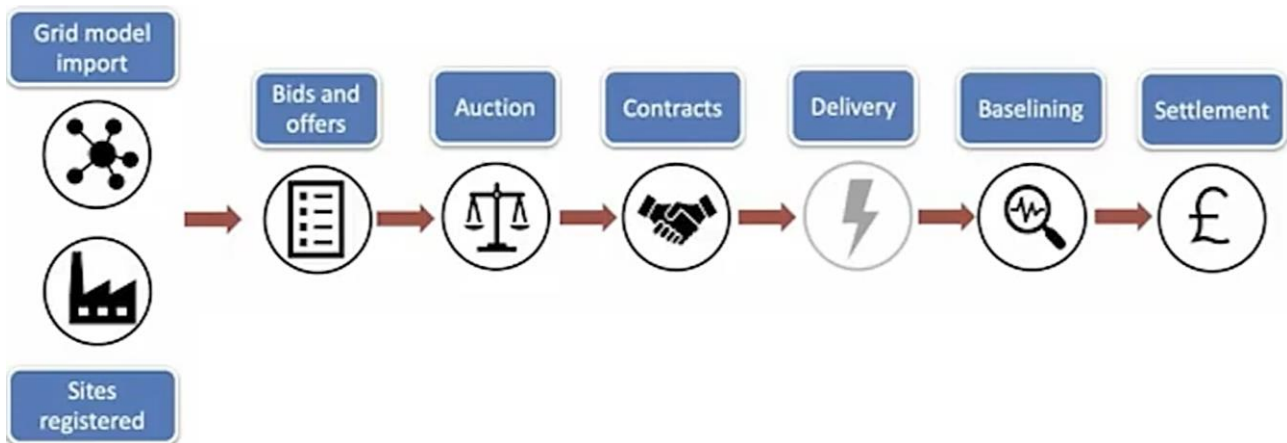 Grid model
import
Bids and
offers
Auction
Contracts
Delivery
Baselining
Settlement
£
Sites
registered